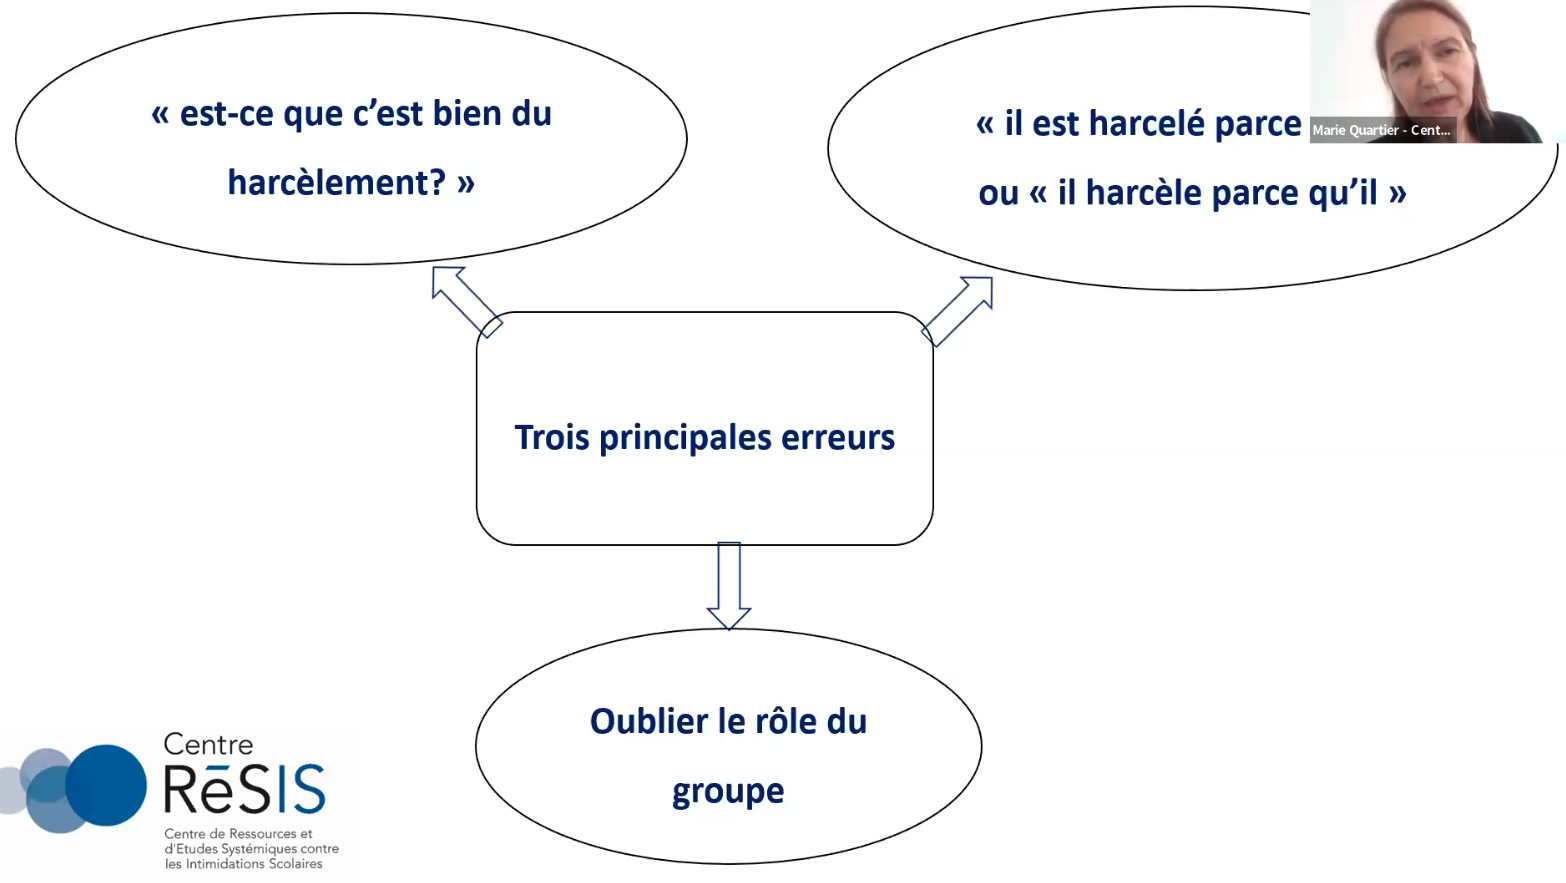 « est-ce que c’est bien du
harcèlement? »
« il est harcelé parce
ou « il harcèle parce qu’il »
Marie Quartier - Cent...
Trois principales erreurs
Oublier le rôle du
groupe
Centre
RēSIS
Centre de Ressources et
d'Etudes Systémiques contre
les Intimidations Scolaires